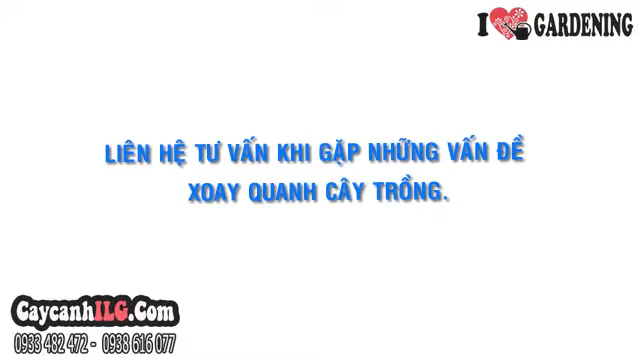 I GARDENING
LIÊN HỆ TƯ VẤN KHI GẶP NHỮNG VẤN ĐỀ
XOAY QUANH CÂY TRỒNG.
CaycanhILG.Com
0933 482 472 - 0938 616 077